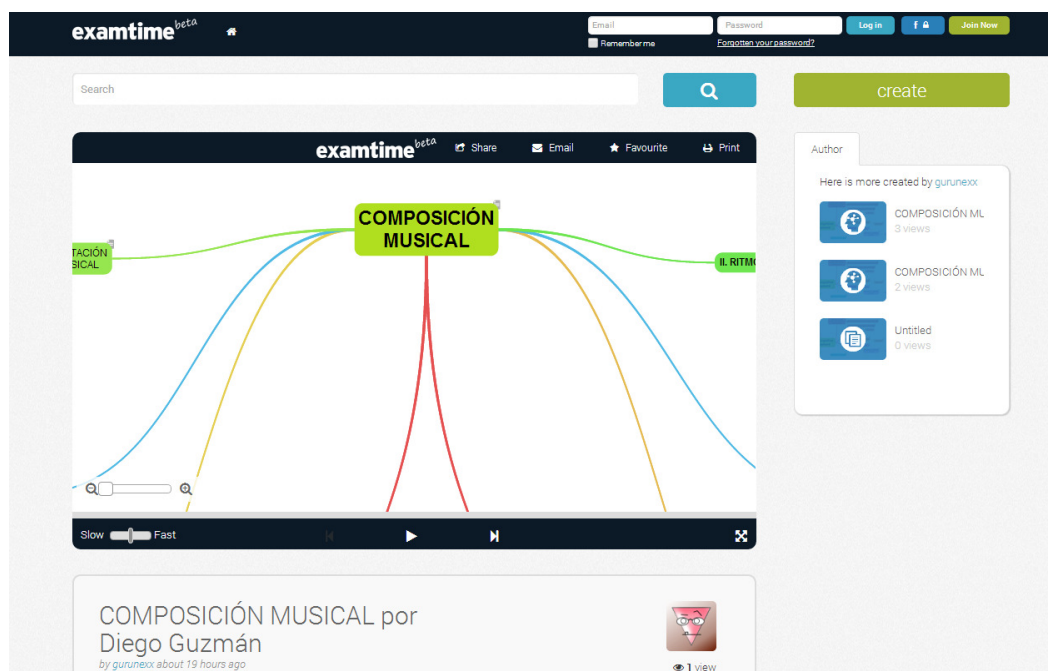 examtime beta
Email
Password
Log in
f
Join Now
Remember me
Forgotten your password?
Search
create
examtime beta
Share
Email
Favourite
Print
COMPOSICIÓN
MUSICAL
TACIÓN
SICAL
II. RITMO
Slow
Fast
Author
Here is more created by gurunexx
COMPOSICIÓN MU
3 views
COMPOSICIÓN MU
2 views
Untitled
0 views
COMPOSICIÓN MUSICAL por
Diego Guzmán
by gurunexx about 19 hours ago
1 view